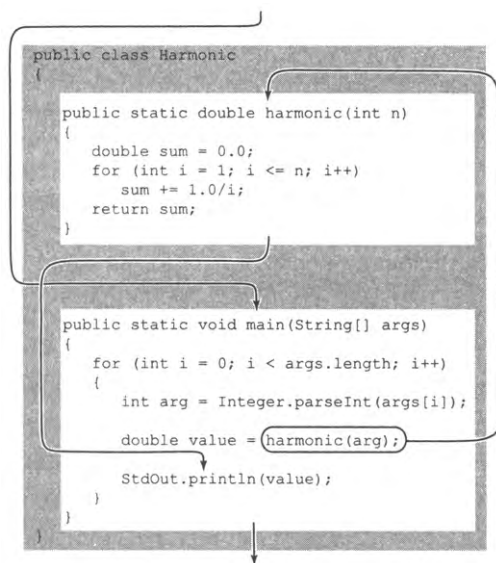 public class Harmonic
{
public static double harmonic(int n)
{
double sum = 0.0;
for (int i = 1; i <= n; i++)
sum += 1.0/i;
return sum;
}
public static void main(String[] args)
{
for (int i = 0; i < args.length; i++)
{
int arg = Integer.parseInt(args[i]);
double value = harmonic(arg);
StdOut.println(value);
}
}
}